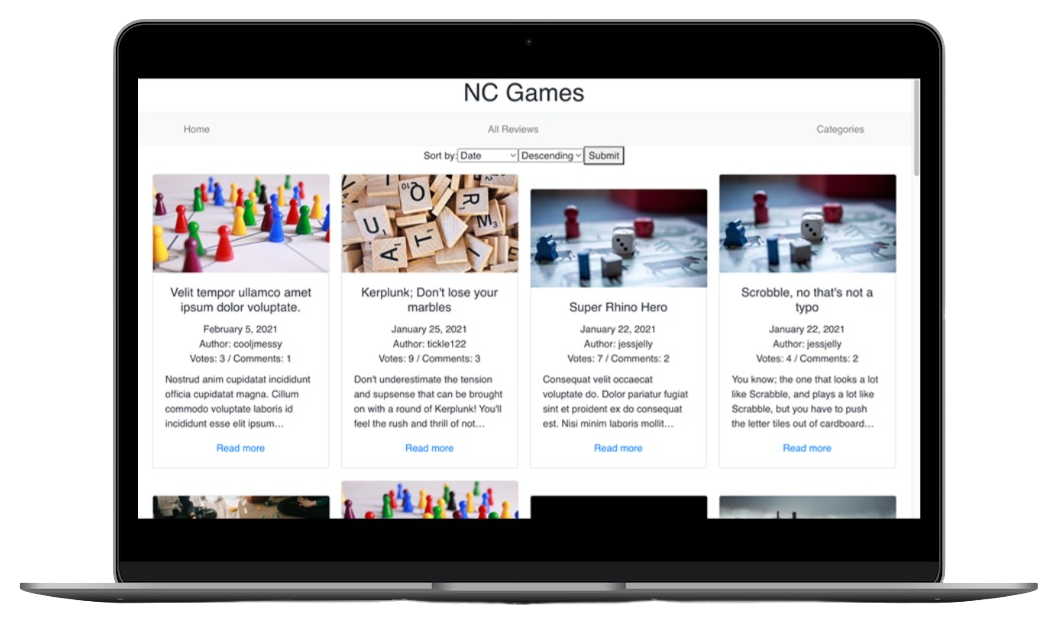 NC Games
Home
All Reviews
Categories
Sort by: Date Descending Submit
Velit tempor ullamco amet
ipsum dolor voluptate.
February 5, 2021
Author: cooljmessy
Votes: 3 / Comments: 1
Nostrud anim cupidatat incididunt
officia cupidatat magna. Cillum
commodo voluptate laboris id
incididunt esse elit ipsum…
Read more
Kerplunk; Don't lose your
marbles
January 25, 2021
Author: tickle122
Votes: 9 / Comments: 3
Don't underestimate the tension
and supsense that can be brought
on with a round of Kerplunk! You'll
feel the rush and thrill of not…
Read more
Super Rhino Hero
January 22, 2021
Author: jessjelly
Votes: 7 / Comments: 2
Consequat velit occaecat
voluptate do. Dolor pariatur fugiat
sint et proident ex do consequat
est. Nisi minim laboris mollit…
Read more
Scrobble, no that's not a
typo
January 22, 2021
Author: jessjelly
Votes: 4 / Comments: 2
You know; the one that looks a lot
like Scrabble, and plays a lot like
Scrabble, but you have to push
the letter tiles out of cardboard…
Read more